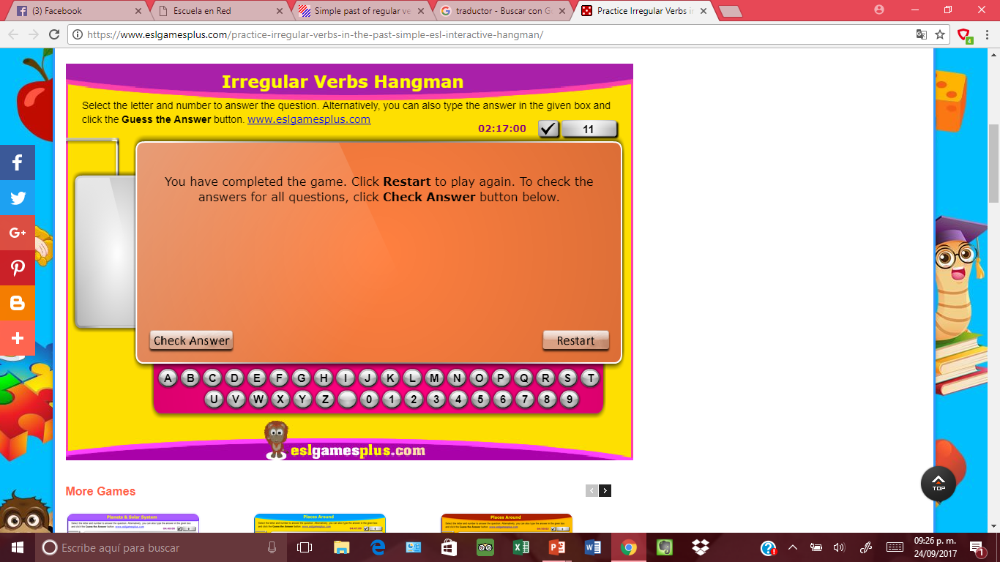 (3) Facebook
Escuela en Red
Simple past of regular ve
traductor - Buscar con G
Practice Irregular Verbs i
https://www.eslgamesplus.com/practice-irregular-verbs-in-the-past-simple-esl-interactive-hangman/
4
Irregular Verbs Hangman
Select the letter and number to answer the question. Alternatively, you can also type the answer in the given box and
click the Guess the Answer button. www.eslgamesplus.com
02:17:00
11
You have completed the game. Click Restart to play again. To check the
answers for all questions, click Check Answer button below.
Check Answer
Restart
A B C D E F G H I J K L M N O P Q R S T
U V W X Y Z 0 1 2 3 4 5 6 7 8 9
eslgamesplus.com
TOP
More Games
Planets & Solar System
Places Around
Places Around
Escribe aquí para buscar
09:26 p. m.
24/09/2017
1